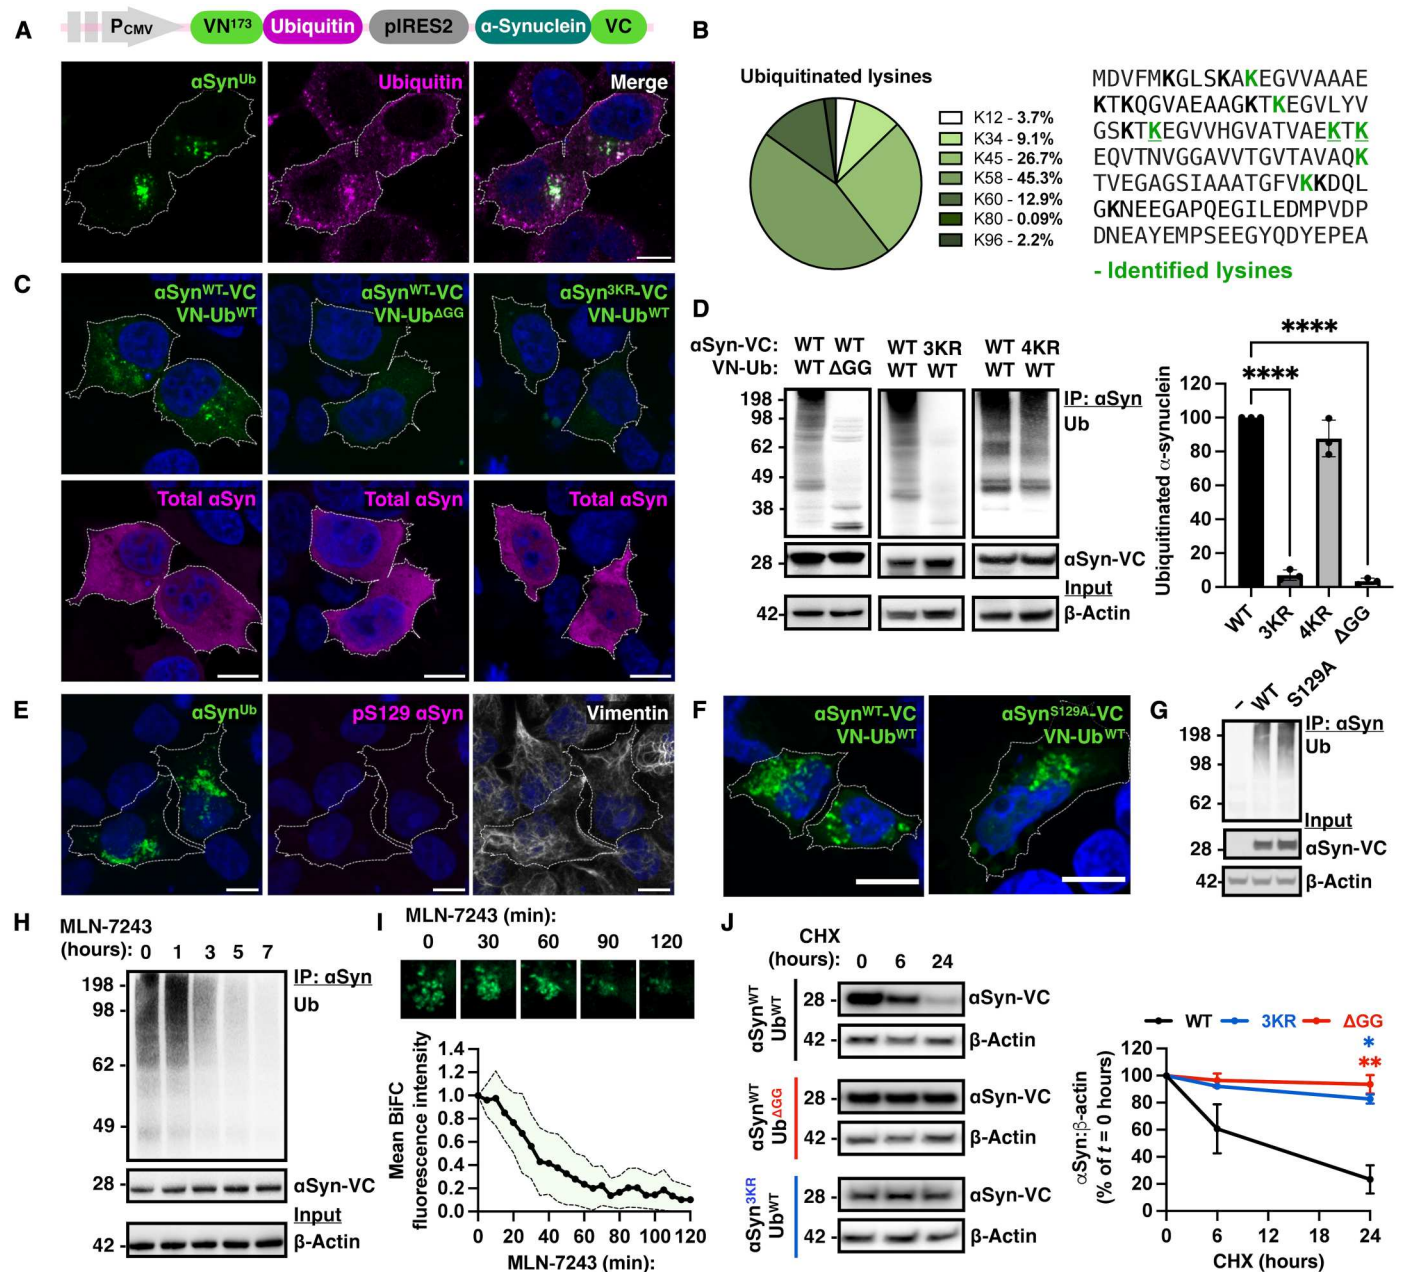 A
P_CMV VN¹⁷³ Ubiquitin pIRES2 α-Synuclein VC
αSynᵁᵇ Ubiquitin Merge
B
Ubiquitinated lysines
K12 - 3.7%
K34 - 9.1%
K45 - 26.7%
K58 - 45.3%
K60 - 12.9%
K80 - 0.09%
K96 - 2.2%
MDVFMKGLSKAKEGVVAAAE
KTKQGVAEAAGKTKEGVLYV
GSKTKEGVVHGVATVAEKTK
EQVTNVGGAVVTGVTAVAQK
TVEGAGSIAAATGFVKKDQL
GKNEEGAPQEGILEDMPVDP
DNEAYEMPSEEGYQDYEPEA
- Identified lysines
C
αSynᵂᵀ-VC αSynᵂᵀ-VC αSyn³ᴷᴿ-VC
VN-Ubᵂᵀ VN-Ub^ΔGG VN-Ubᵂᵀ
Total αSyn Total αSyn Total αSyn
D
αSyn-VC: WT WT WT 3KR WT 4KR
VN-Ub: WT ΔGG WT WT WT WT
198
98
62
49
38
28
42
IP: αSyn
Ub
αSyn-VC
Input
β-Actin
Ubiquitinated α-synuclein
120
100
80
60
40
20
0
****
****
WT 3KR 4KR ΔGG
E
αSynᵁᵇ pS129 αSyn Vimentin
F
αSynᵂᵀ-VC αSyn^S129A-VC
VN-Ubᵂᵀ VN-Ubᵂᵀ
G
- WT S129A
198
98
62
28
42
IP: αSyn
Ub
Input
αSyn-VC
β-Actin
H
MLN-7243
(hours): 0 1 3 5 7
198
98
62
49
28
42
IP: αSyn
Ub
αSyn-VC
Input
β-Actin
I
MLN-7243 (min):
0 30 60 90 120
Mean BiFC
fluorescence intensity
1.4
1.2
1.0
0.8
0.6
0.4
0.2
0.0
0 20 40 60 80 100 120
MLN-7243 (min):
J
CHX
(hours): 0 6 24
αSynᵂᵀ
Ubᵂᵀ
28 αSyn-VC
42 β-Actin
αSynᵂᵀ
Ub^ΔGG
28 αSyn-VC
42 β-Actin
αSyn³ᴷᴿ
Ubᵂᵀ
28 αSyn-VC
42 β-Actin
WT 3KR ΔGG
*
**
αSyn:β-actin
(% of t = 0 hours)
120
100
80
60
40
20
0
0 6 12 18 24
CHX (hours)